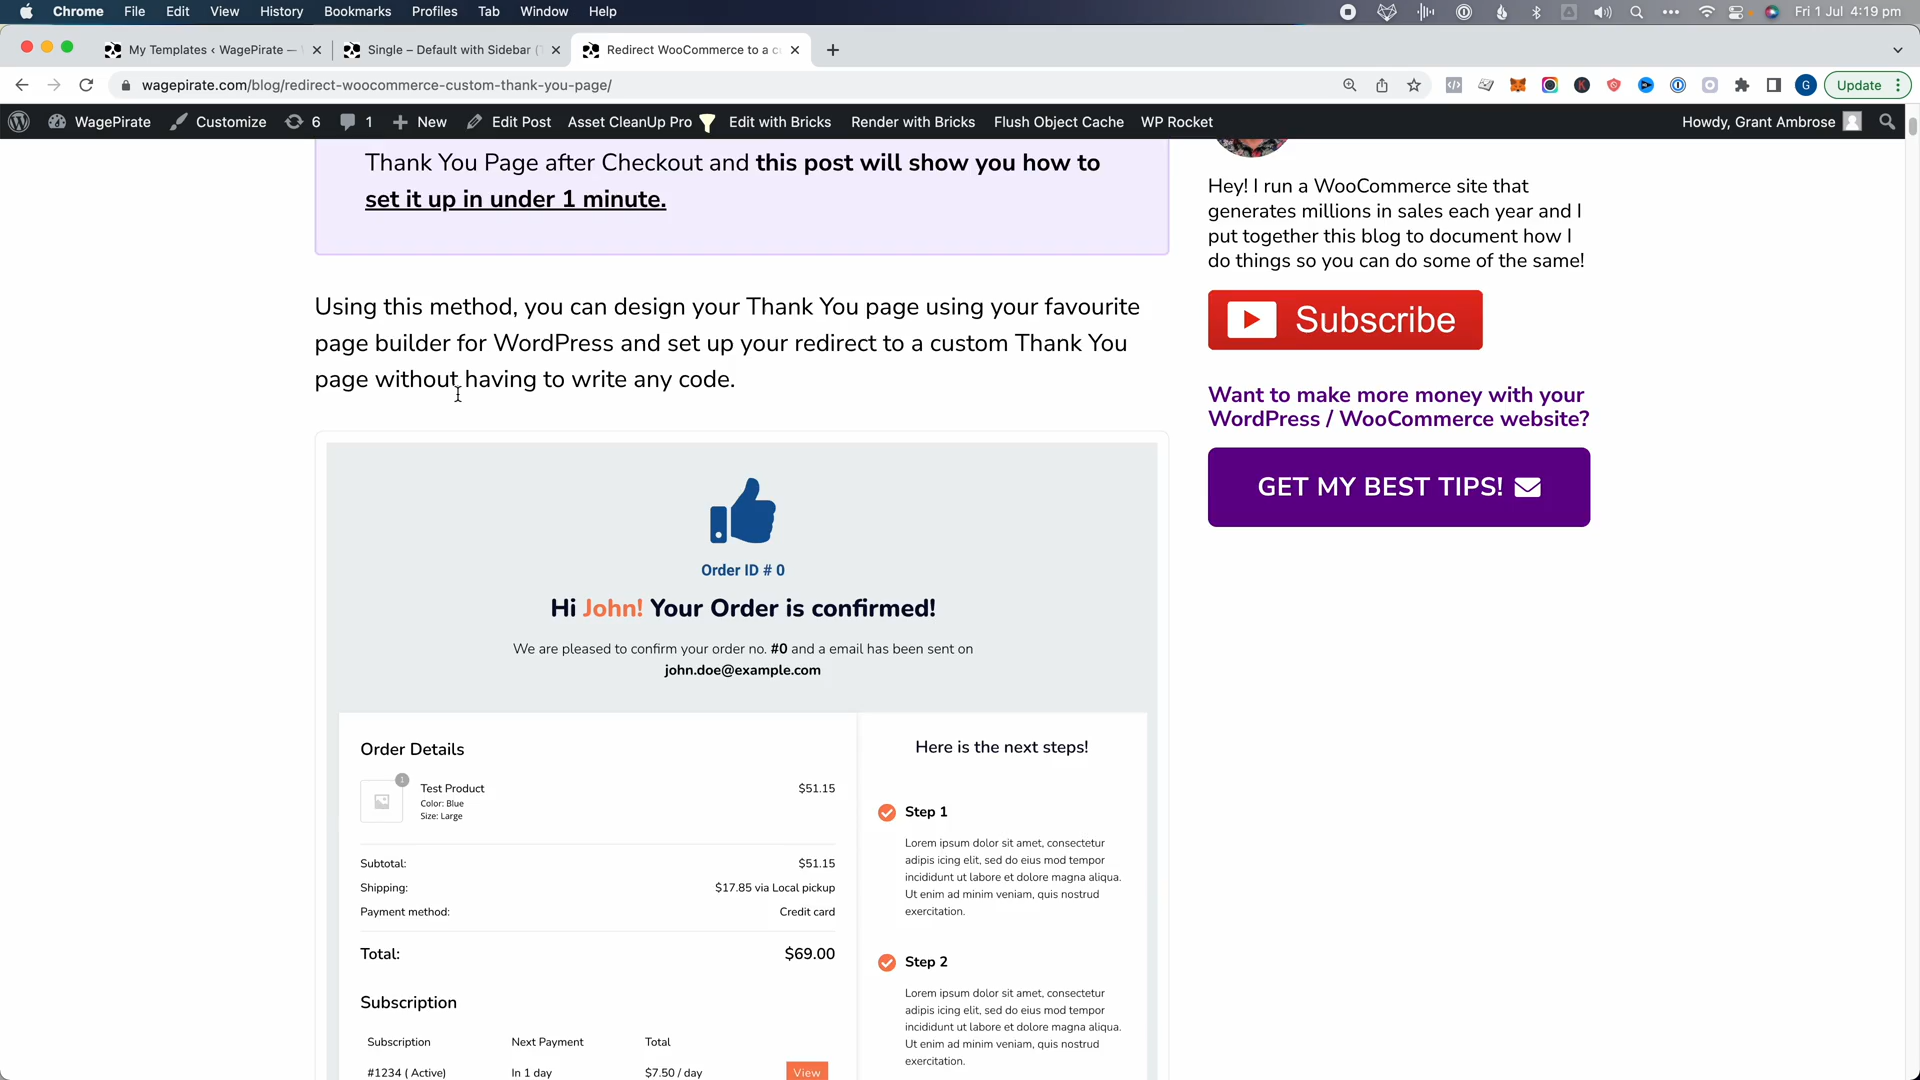 Chrome File Edit View History Bookmarks Profiles Tab Window Help
Fri 1 Jul 4:19 pm
My Templates ‹ WagePirate —
Single – Default with Sidebar (
Redirect WooCommerce to a c
wagepirate.com/blog/redirect-woocommerce-custom-thank-you-page/
G
Update
WagePirate Customize 6 1 New Edit Post Asset CleanUp Pro Edit with Bricks Render with Bricks Flush Object Cache WP Rocket
Howdy, Grant Ambrose
Thank You Page after Checkout and this post will show you how to
set it up in under 1 minute.
Using this method, you can design your Thank You page using your favourite
page builder for WordPress and set up your redirect to a custom Thank You
page without having to write any code.
Order ID # 0
Hi John! Your Order is confirmed!
We are pleased to confirm your order no. #0 and a email has been sent on
john.doe@example.com
Order Details
1
Test Product $51.15
Color: Blue
Size: Large
Subtotal: $51.15
Shipping: $17.85 via Local pickup
Payment method: Credit card
Total: $69.00
Subscription
Subscription Next Payment Total
#1234 ( Active) In 1 day $7.50 / day View
Here is the next steps!
Step 1
Lorem ipsum dolor sit amet, consectetur
adipis icing elit, sed do eius mod tempor
incididunt ut labore et dolore magna aliqua.
Ut enim ad minim veniam, quis nostrud
exercitation.
Step 2
Lorem ipsum dolor sit amet, consectetur
adipis icing elit, sed do eius mod tempor
incididunt ut labore et dolore magna aliqua.
Ut enim ad minim veniam, quis nostrud
exercitation.
Hey! I run a WooCommerce site that
generates millions in sales each year and I
put together this blog to document how I
do things so you can do some of the same!
Subscribe
Want to make more money with your
WordPress / WooCommerce website?
GET MY BEST TIPS!